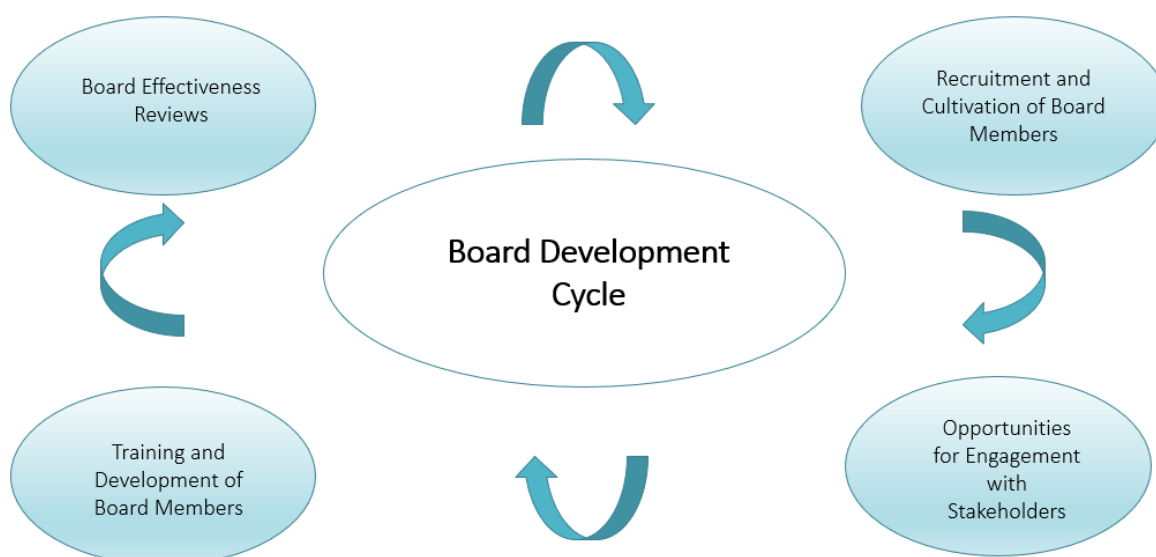 Board Effectiveness
Reviews
Recruitment and
Cultivation of Board
Members
Board Development
Cycle
Training and
Development of
Board Members
Opportunities
for Engagement
with
Stakeholders